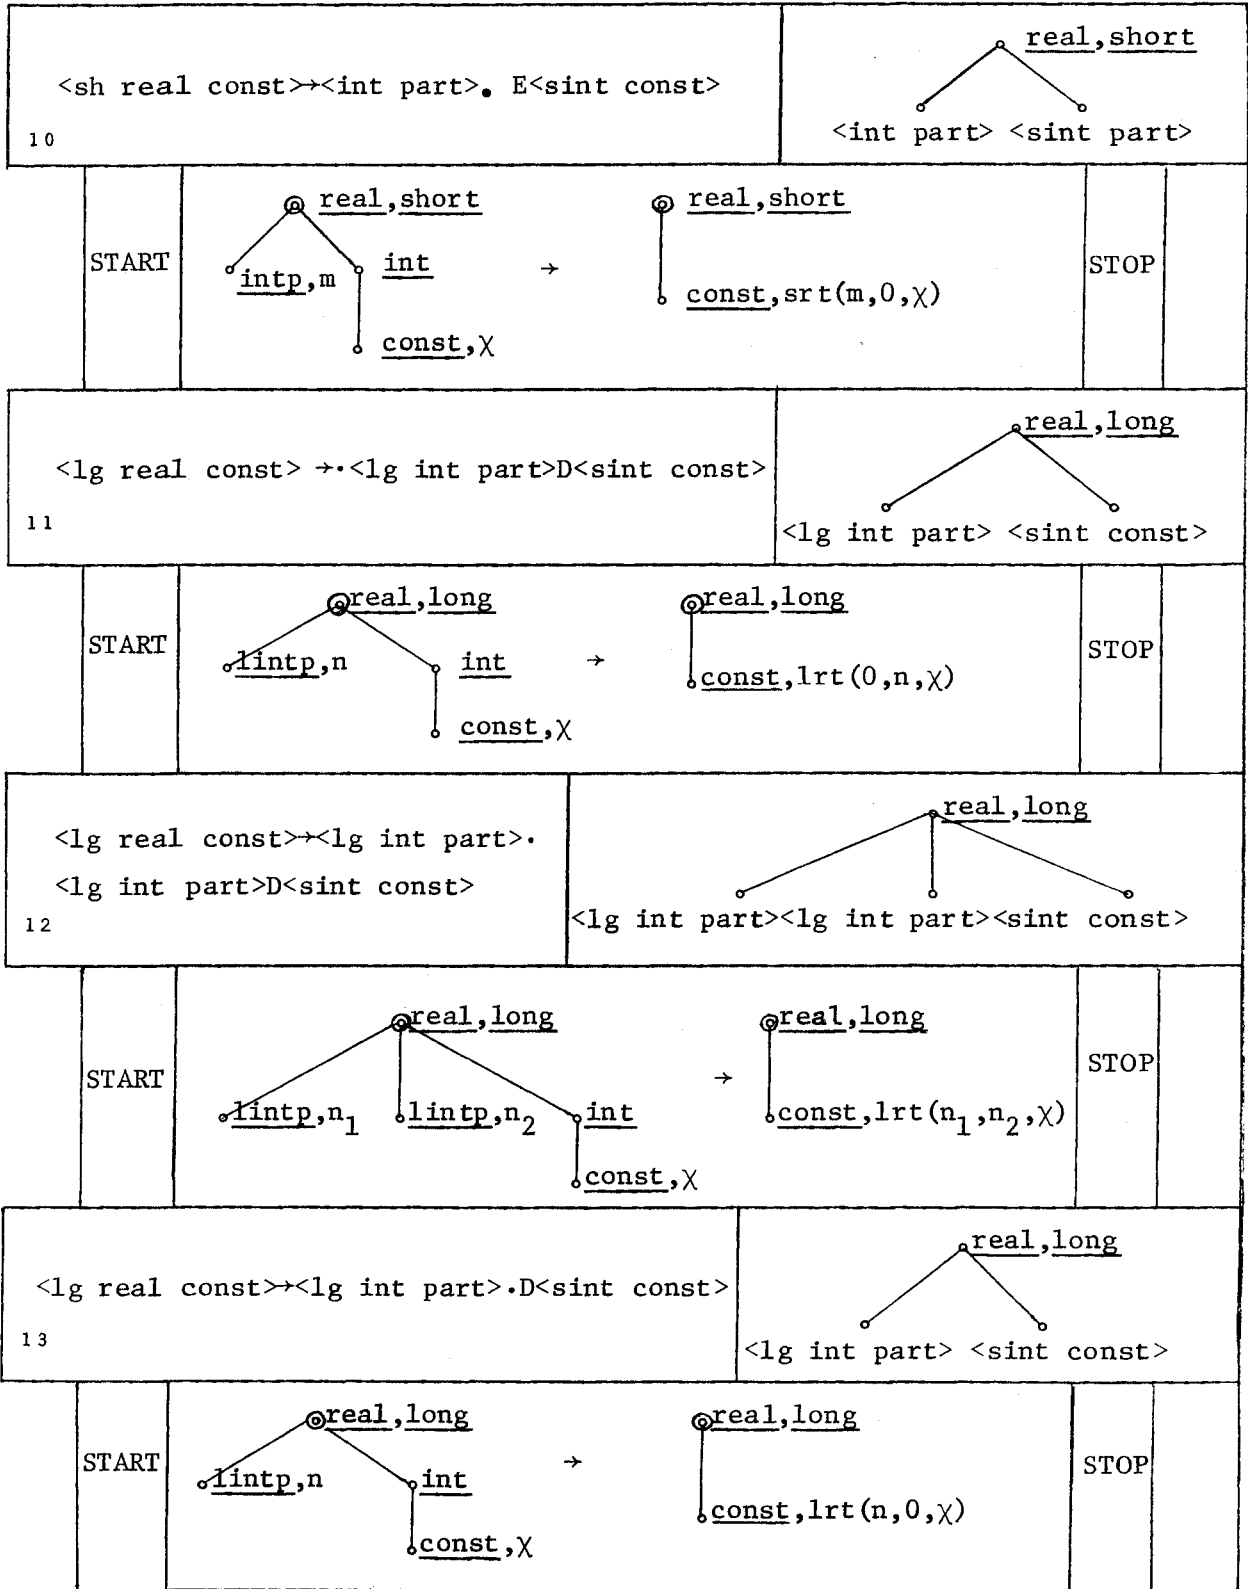 <sh real const>→<int part>. E<sint const>
10
real,short
<int part> <sint part>
START
real,short
intp,m
int
const,χ
→
real,short
const,srt(m,0,χ)
STOP
<lg real const> →·<lg int part>D<sint const>
11
real,long
<lg int part> <sint const>
START
real,long
lintp,n
int
const,χ
→
real,long
const,lrt(0,n,χ)
STOP
<lg real const>→<lg int part>·
<lg int part>D<sint const>
12
real,long
<lg int part><lg int part><sint const>
START
real,long
lintp,n₁
lintp,n₂
int
const,χ
→
real,long
const,lrt(n₁,n₂,χ)
STOP
<lg real const>→<lg int part>·D<sint const>
13
real,long
<lg int part> <sint const>
START
real,long
lintp,n
int
const,χ
→
real,long
const,lrt(n,0,χ)
STOP